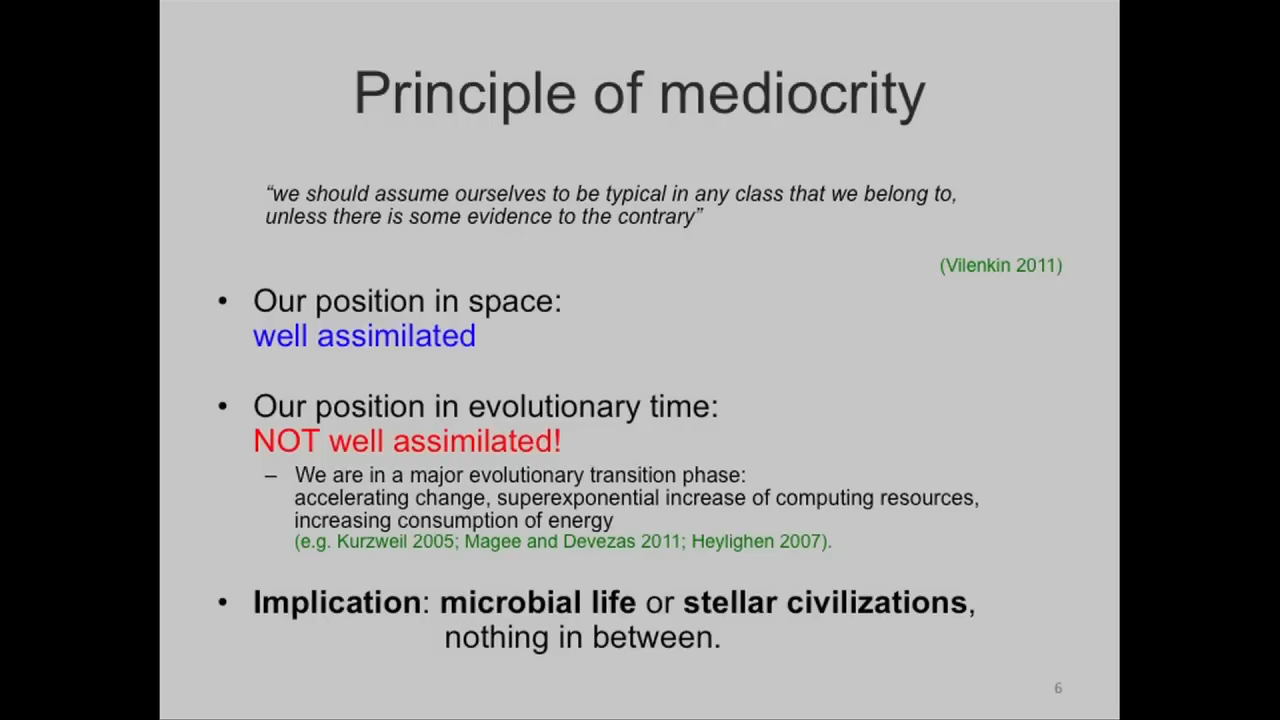 Principle of mediocrity
“we should assume ourselves to be typical in any class that we belong to,
unless there is some evidence to the contrary”
(Vilenkin 2011)
• Our position in space:
well assimilated
• Our position in evolutionary time:
NOT well assimilated!
– We are in a major evolutionary transition phase:
accelerating change, superexponential increase of computing resources,
increasing consumption of energy
(e.g. Kurzweil 2005; Magee and Devezas 2011; Heylighen 2007).
• Implication: microbial life or stellar civilizations,
nothing in between.
6